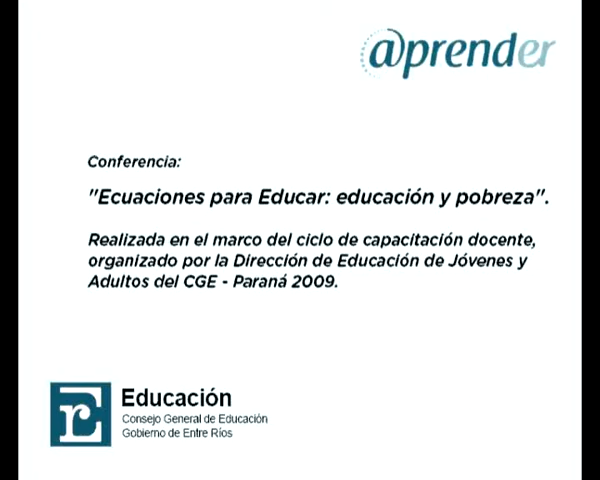 @prender
Conferencia:
"Ecuaciones para Educar: educación y pobreza".
Realizada en el marco del ciclo de capacitación docente,
organizado por la Dirección de Educación de Jóvenes y
Adultos del CGE - Paraná 2009.
Er
Educación
Consejo General de Educación
Gobierno de Entre Ríos